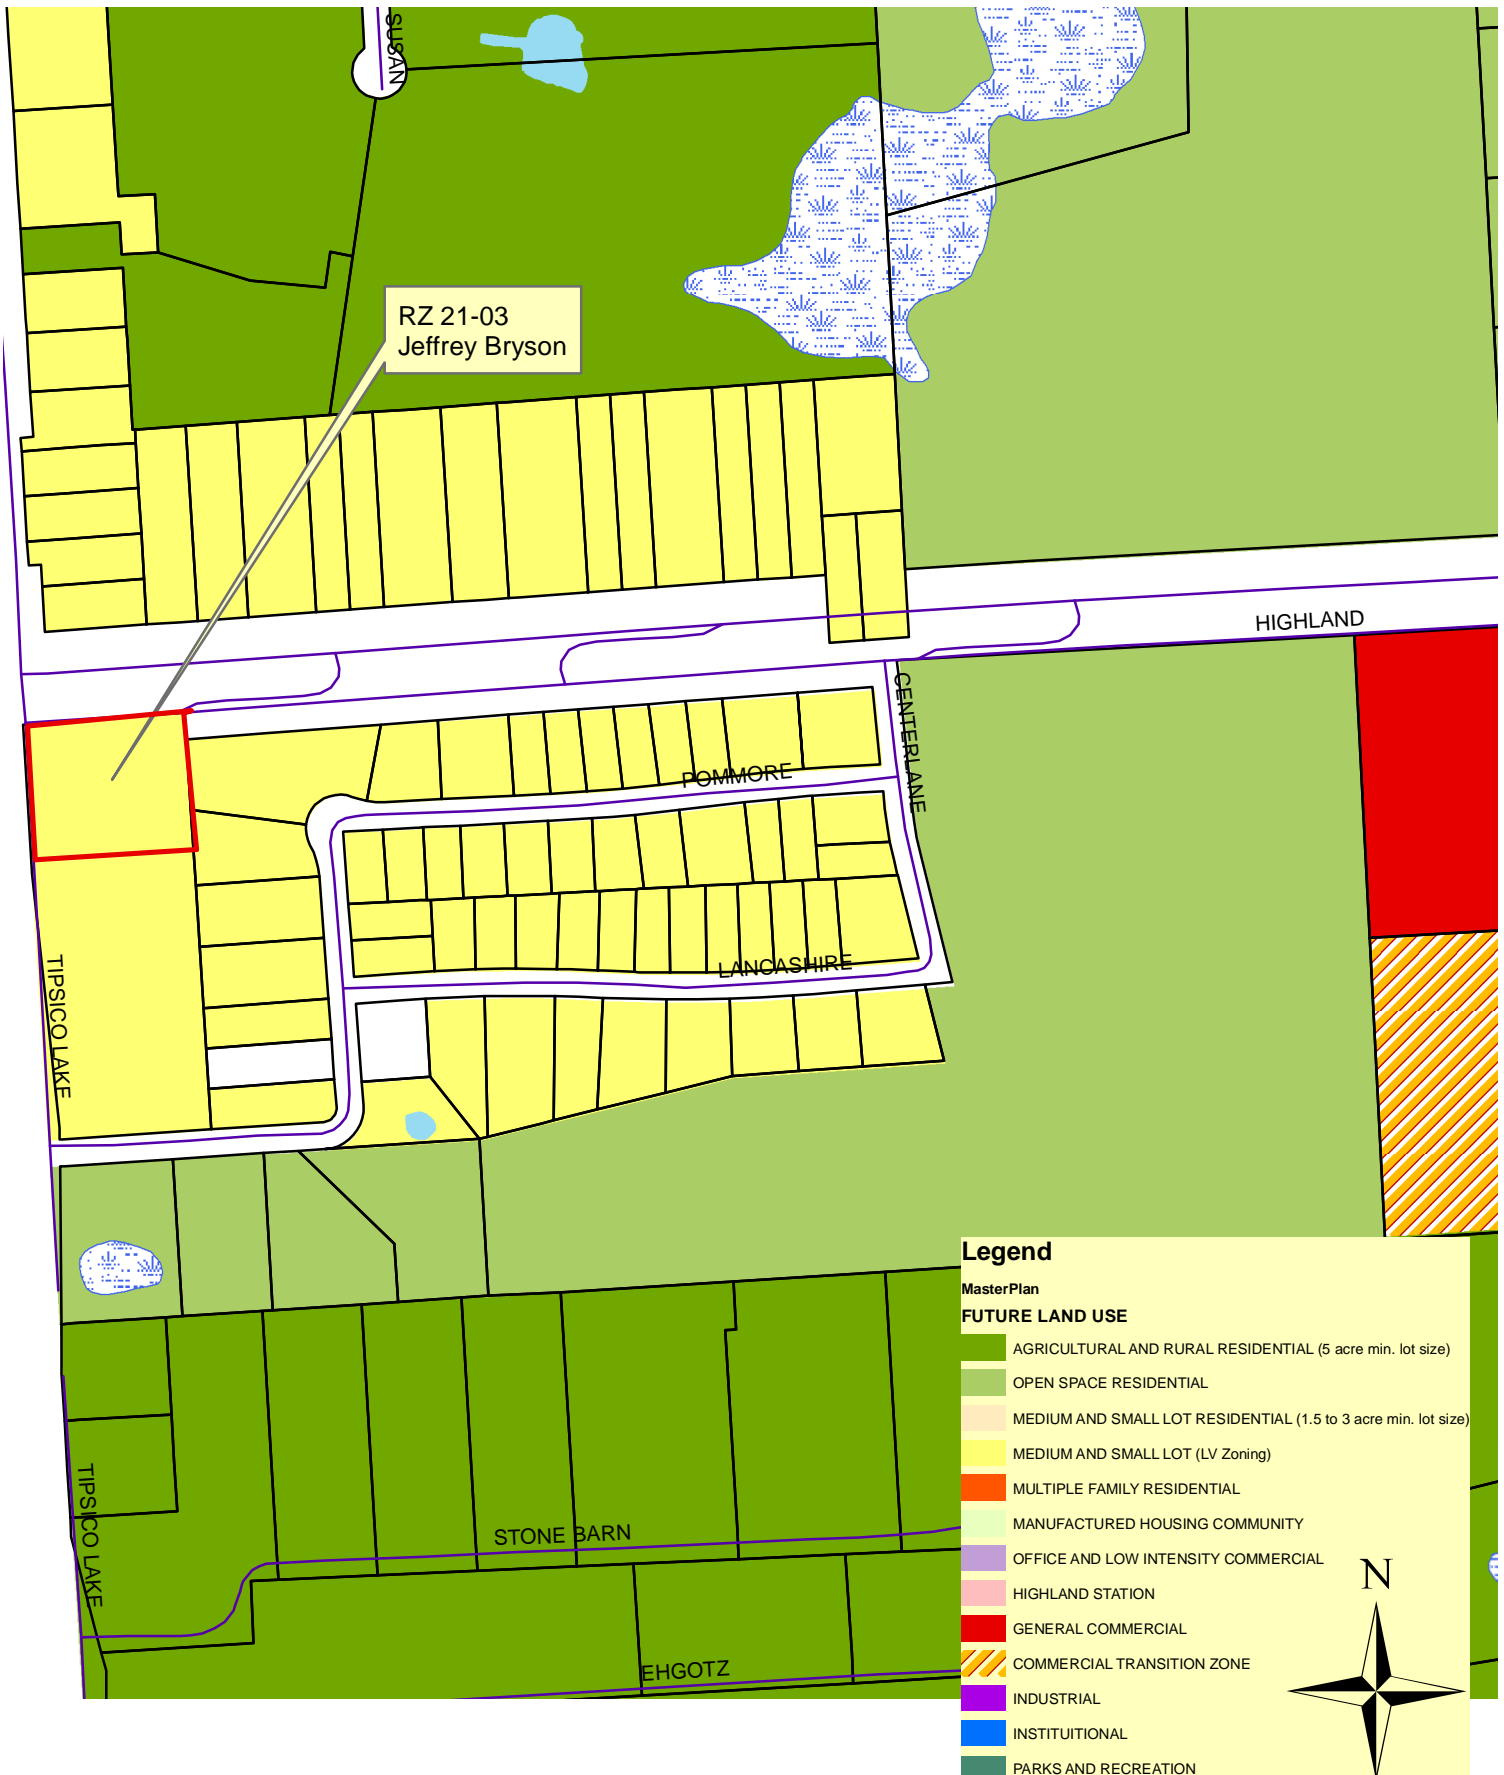 SUSAN
RZ 21-03
Jeffrey Bryson
HIGHLAND
CENTERLANE
POMMORE
LANCASHIRE
TIPSICO LAKE
TIPSICO LAKE
STONE BARN
EHGOTZ
Legend
MasterPlan
FUTURE LAND USE
AGRICULTURAL AND RURAL RESIDENTIAL (5 acre min. lot size)
OPEN SPACE RESIDENTIAL
MEDIUM AND SMALL LOT RESIDENTIAL (1.5 to 3 acre min. lot size)
MEDIUM AND SMALL LOT (LV Zoning)
MULTIPLE FAMILY RESIDENTIAL
MANUFACTURED HOUSING COMMUNITY
OFFICE AND LOW INTENSITY COMMERCIAL
HIGHLAND STATION
GENERAL COMMERCIAL
COMMERCIAL TRANSITION ZONE
INDUSTRIAL
INSTITUITIONAL
PARKS AND RECREATION
N